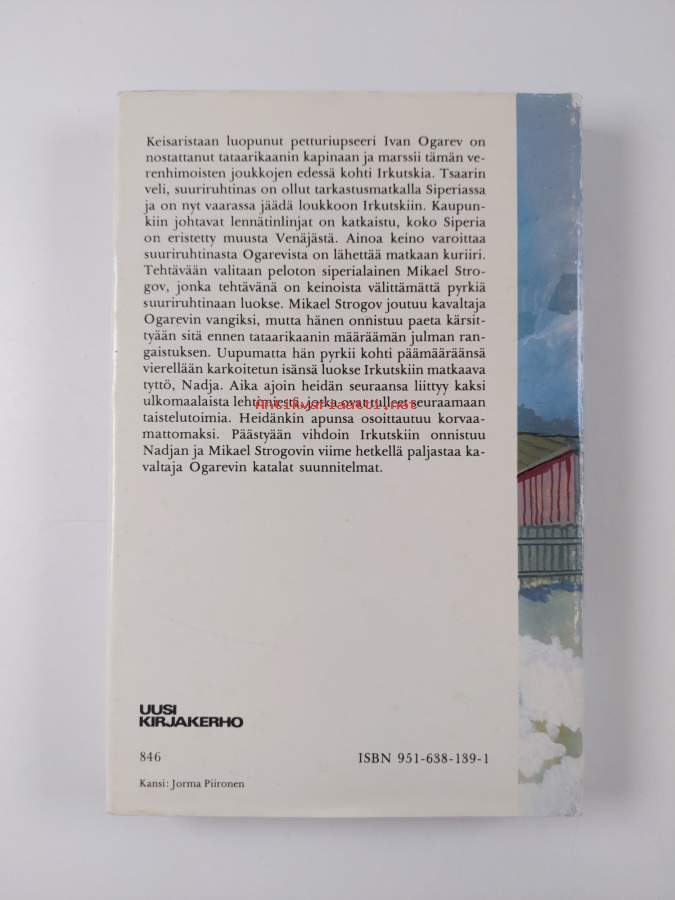 Keisaristaan luopunut petturiupseeri Ivan Ogarev on
nostattanut tataarikaanin kapinaan ja marssii tämän ve-
renhimoisten joukkojen edessä kohti Irkutskia. Tsaarin
veli, suuriruhtinas on ollut tarkastusmatkalla Siperiassa
ja on nyt vaarassa jäädä loukkoon Irkutskiin. Kaupun-
kiin johtavat lennätinlinjat on katkaistu, koko Siperia
on eristetty muusta Venäjästä. Ainoa keino varoittaa
suuriruhtinasta Ogarevista on lähettää matkaan kuriiri.
Tehtävään valitaan peloton siperialainen Mikael Stro-
gov, jonka tehtävänä on keinoista välittämättä pyrkiä
suuriruhtinaan luokse. Mikael Strogov joutuu kavaltaja
Ogarevin vangiksi, mutta hänen onnistuu paeta kärsit-
tyään sitä ennen tataarikaanin määräämän julman ran-
gaistuksen. Uupumatta hän pyrkii kohti päämääräänsä
vierellään karkoitetun isänsä luokse Irkutskiin matkaava
tyttö, Nadja. Aika ajoin heidän seuraansa liittyy kaksi
ulkomaalaista lehtimiestä, jotka ovat tulleet seuraamaan
Antikvariaatti.net
taistelutoimia. Heidänkin apunsa osoittautuu korvaa-
mattomaksi. Päästyään vihdoin Irkutskiin onnistuu
Nadjan ja Mikael Strogovin viime hetkellä paljastaa ka-
valtaja Ogarevin katalat suunnitelmat.
UUSI
KIRJAKERHO
846
ISBN 951-638-139-1
Kansi: Jorma Piironen